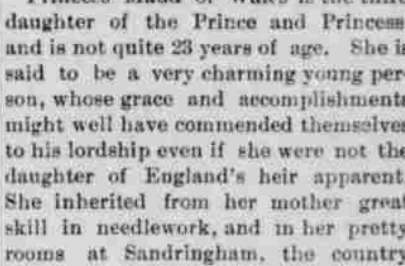 daughter of the Prince and Princess
and is not quite 23 years of age. She is
said to be a very charming young per-
son, whose grace and accomplishments
might well have commended themselves
to his lordship even if she were not the
daughter of England's heir apparent.
She inherited from her mother great
skill in needlework, and in her pretty
rooms at Sandringham, the country